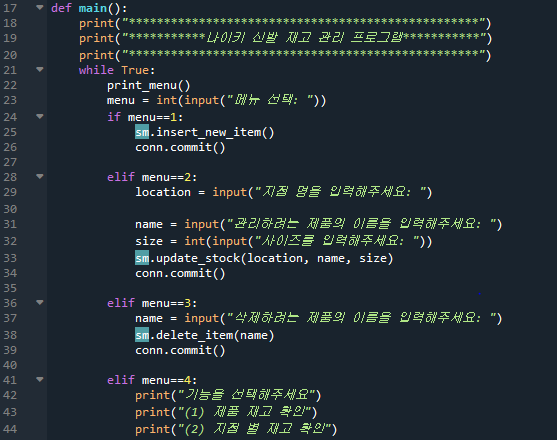 17 def main():
18 print("**************************************************")
19 print("***********나이키 신발 재고 관리 프로그램***********")
20 print("**************************************************")
21 while True:
22 print_menu()
23 menu = int(input("메뉴 선택: "))
24 if menu==1:
25 sm.insert_new_item()
26 conn.commit()
27
28 elif menu==2:
29 location = input("지점 명을 입력해주세요: ")
30
31 name = input("관리하려는 제품의 이름을 입력해주세요: ")
32 size = int(input("사이즈를 입력해주세요: "))
33 sm.update_stock(location, name, size)
34 conn.commit()
35
36 elif menu==3:
37 name = input("삭제하려는 제품의 이름을 입력해주세요: ")
38 sm.delete_item(name)
39 conn.commit()
40
41 elif menu==4:
42 print("기능을 선택해주세요")
43 print("(1) 제품 재고 확인")
44 print("(2) 지점 별 재고 확인")